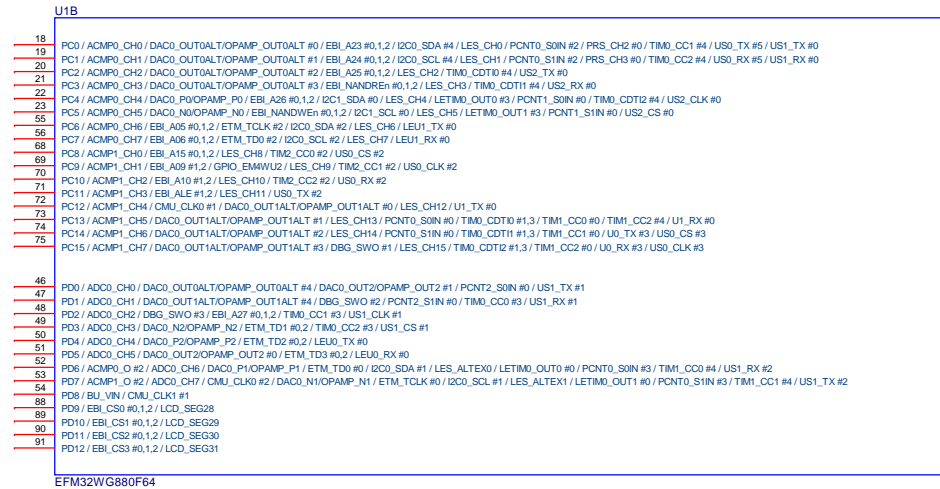 U1B
18 PC0 / ACMP0_CH0 / DAC0_OUT0ALT/OPAMP_OUT0ALT #0 / EBI_A23 #0,1,2 / I2C0_SDA #4 / LES_CH0 / PCNT0_S0IN #2 / PRS_CH2 #0 / TIM0_CC1 #4 / US0_TX #5 / US1_TX #0
19 PC1 / ACMP0_CH1 / DAC0_OUT0ALT/OPAMP_OUT0ALT #1 / EBI_A24 #0,1,2 / I2C0_SCL #4 / LES_CH1 / PCNT0_S1IN #2 / PRS_CH3 #0 / TIM0_CC2 #4 / US0_RX #5 / US1_RX #0
20 PC2 / ACMP0_CH2 / DAC0_OUT0ALT/OPAMP_OUT0ALT #2 / EBI_A25 #0,1,2 / LES_CH2 / TIM0_CDTI0 #4 / US2_TX #0
21 PC3 / ACMP0_CH3 / DAC0_OUT0ALT/OPAMP_OUT0ALT #3 / EBI_NANDREn #0,1,2 / LES_CH3 / TIM0_CDTI1 #4 / US2_RX #0
22 PC4 / ACMP0_CH4 / DAC0_P0/OPAMP_P0 / EBI_A26 #0,1,2 / I2C1_SDA #0 / LES_CH4 / LETIM0_OUT0 #3 / PCNT1_S0IN #0 / TIM0_CDTI2 #4 / US2_CLK #0
23 PC5 / ACMP0_CH5 / DAC0_N0/OPAMP_N0 / EBI_NANDWEn #0,1,2 / I2C1_SCL #0 / LES_CH5 / LETIM0_OUT1 #3 / PCNT1_S1IN #0 / US2_CS #0
55 PC6 / ACMP0_CH6 / EBI_A05 #0,1,2 / ETM_TCLK #2 / I2C0_SDA #2 / LES_CH6 / LEU1_TX #0
56 PC7 / ACMP0_CH7 / EBI_A06 #0,1,2 / ETM_TD0 #2 / I2C0_SCL #2 / LES_CH7 / LEU1_RX #0
68 PC8 / ACMP1_CH0 / EBI_A15 #0,1,2 / LES_CH8 / TIM2_CC0 #2 / US0_CS #2
69 PC9 / ACMP1_CH1 / EBI_A09 #1,2 / GPIO_EM4WU2 / LES_CH9 / TIM2_CC1 #2 / US0_CLK #2
70 PC10 / ACMP1_CH2 / EBI_A10 #1,2 / LES_CH10 / TIM2_CC2 #2 / US0_RX #2
71 PC11 / ACMP1_CH3 / EBI_ALE #1,2 / LES_CH11 / US0_TX #2
72 PC12 / ACMP1_CH4 / CMU_CLK0 #1 / DAC0_OUT1ALT/OPAMP_OUT1ALT #0 / LES_CH12 / U1_TX #0
73 PC13 / ACMP1_CH5 / DAC0_OUT1ALT/OPAMP_OUT1ALT #1 / LES_CH13 / PCNT0_S0IN #0 / TIM0_CDTI0 #1,3 / TIM1_CC0 #0 / TIM1_CC2 #4 / U1_RX #0
74 PC14 / ACMP1_CH6 / DAC0_OUT1ALT/OPAMP_OUT1ALT #2 / LES_CH14 / PCNT0_S1IN #0 / TIM0_CDTI1 #1,3 / TIM1_CC1 #0 / U0_TX #3 / US0_CS #3
75 PC15 / ACMP1_CH7 / DAC0_OUT1ALT/OPAMP_OUT1ALT #3 / DBG_SWO #1 / LES_CH15 / TIM0_CDTI2 #1,3 / TIM1_CC2 #0 / U0_RX #3 / US0_CLK #3
46 PD0 / ADC0_CH0 / DAC0_OUT0ALT/OPAMP_OUT0ALT #4 / DAC0_OUT2/OPAMP_OUT2 #1 / PCNT2_S0IN #0 / US1_TX #1
47 PD1 / ADC0_CH1 / DAC0_OUT1ALT/OPAMP_OUT1ALT #4 / DBG_SWO #2 / PCNT2_S1IN #0 / TIM0_CC0 #3 / US1_RX #1
48 PD2 / ADC0_CH2 / DBG_SWO #3 / EBI_A27 #0,1,2 / TIM0_CC1 #3 / US1_CLK #1
49 PD3 / ADC0_CH3 / DAC0_N2/OPAMP_N2 / ETM_TD1 #0,2 / TIM0_CC2 #3 / US1_CS #1
50 PD4 / ADC0_CH4 / DAC0_P2/OPAMP_P2 / ETM_TD2 #0,2 / LEU0_TX #0
51 PD5 / ADC0_CH5 / DAC0_OUT2/OPAMP_OUT2 #0 / ETM_TD3 #0,2 / LEU0_RX #0
52 PD6 / ACMP0_O #2 / ADC0_CH6 / DAC0_P1/OPAMP_P1 / ETM_TD0 #0 / I2C0_SDA #1 / LES_ALTEX0 / LETIM0_OUT0 #0 / PCNT0_S0IN #3 / TIM1_CC0 #4 / US1_RX #2
53 PD7 / ACMP1_O #2 / ADC0_CH7 / CMU_CLK0 #2 / DAC0_N1/OPAMP_N1 / ETM_TCLK #0 / I2C0_SCL #1 / LES_ALTEX1 / LETIM0_OUT1 #0 / PCNT0_S1IN #3 / TIM1_CC1 #4 / US1_TX #2
54 PD8 / BU_VIN / CMU_CLK1 #1
88 PD9 / EBI_CS0 #0,1,2 / LCD_SEG28
89 PD10 / EBI_CS1 #0,1,2 / LCD_SEG29
90 PD11 / EBI_CS2 #0,1,2 / LCD_SEG30
91 PD12 / EBI_CS3 #0,1,2 / LCD_SEG31
EFM32WG880F64